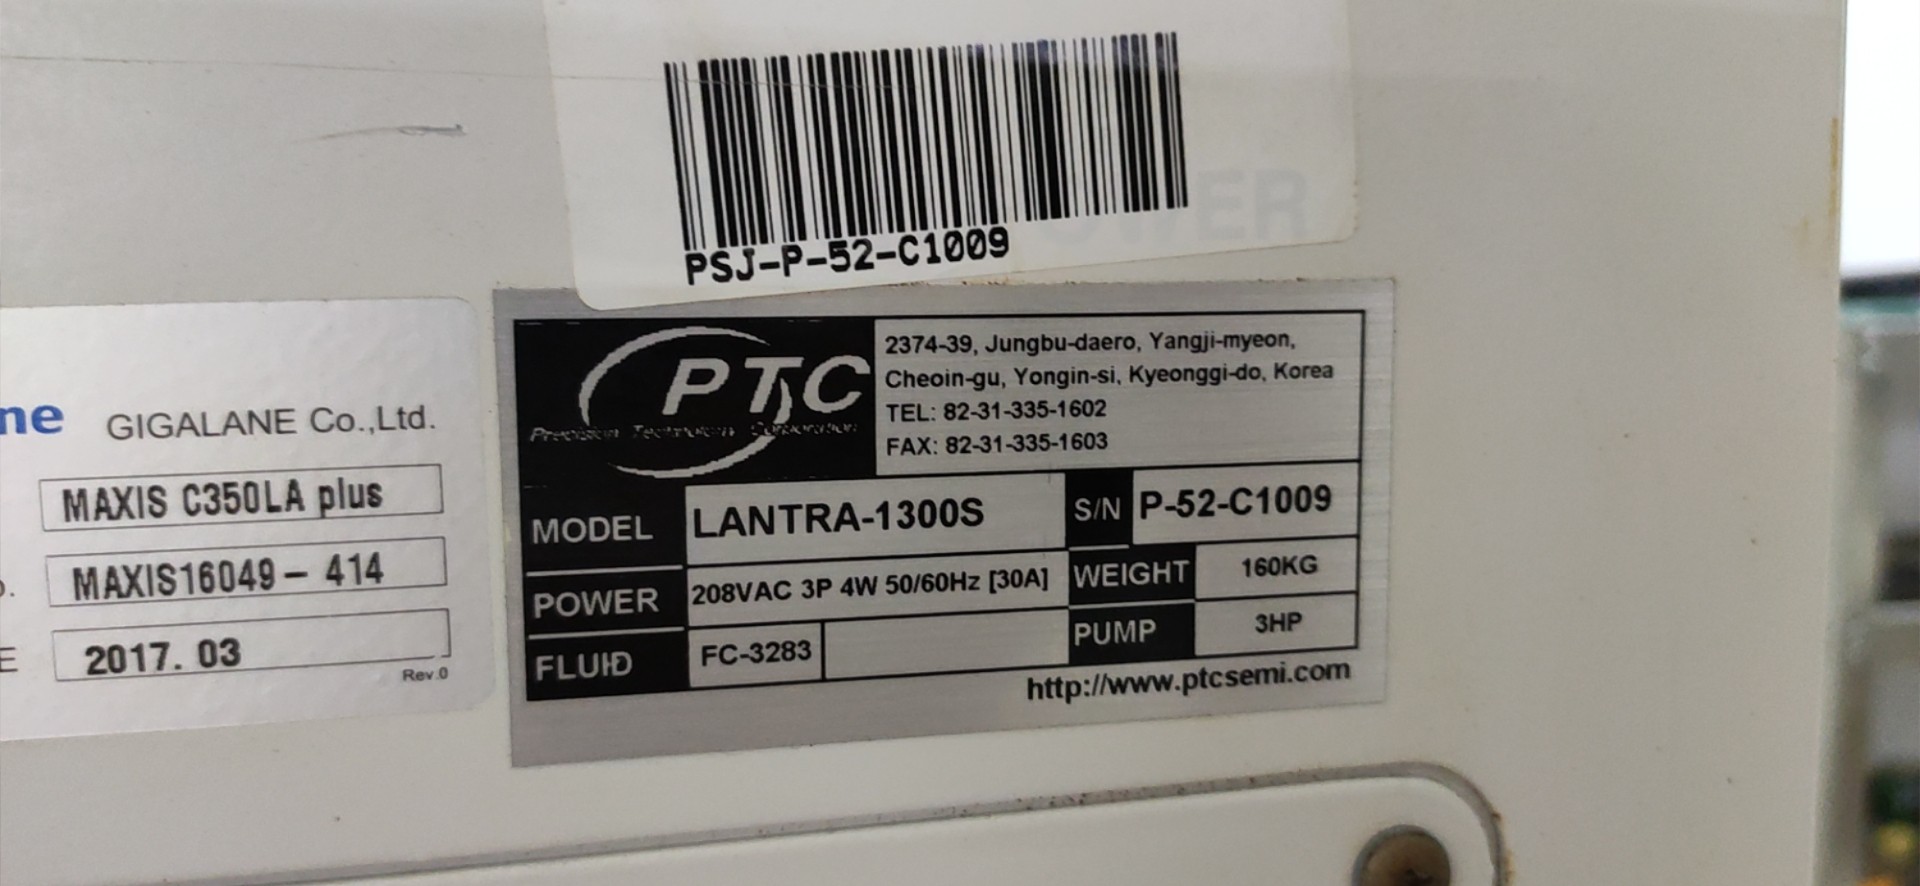 PSJ-P-52-C1009
ne GIGALANE Co.,Ltd.
MAXIS C350LA plus
MAXIS16049 - 414
E 2017. 03
Rev.0
PTC
Precision Technology Corporation
2374-39, Jungbu-daero, Yangji-myeon,
Cheoin-gu, Yongin-si, Kyeonggi-do, Korea
TEL: 82-31-335-1602
FAX: 82-31-335-1603
MODEL LANTRA-1300S S/N P-52-C1009
POWER 208VAC 3P 4W 50/60Hz [30A] WEIGHT 160KG
FLUID FC-3283 PUMP 3HP
http://www.ptcsemi.com